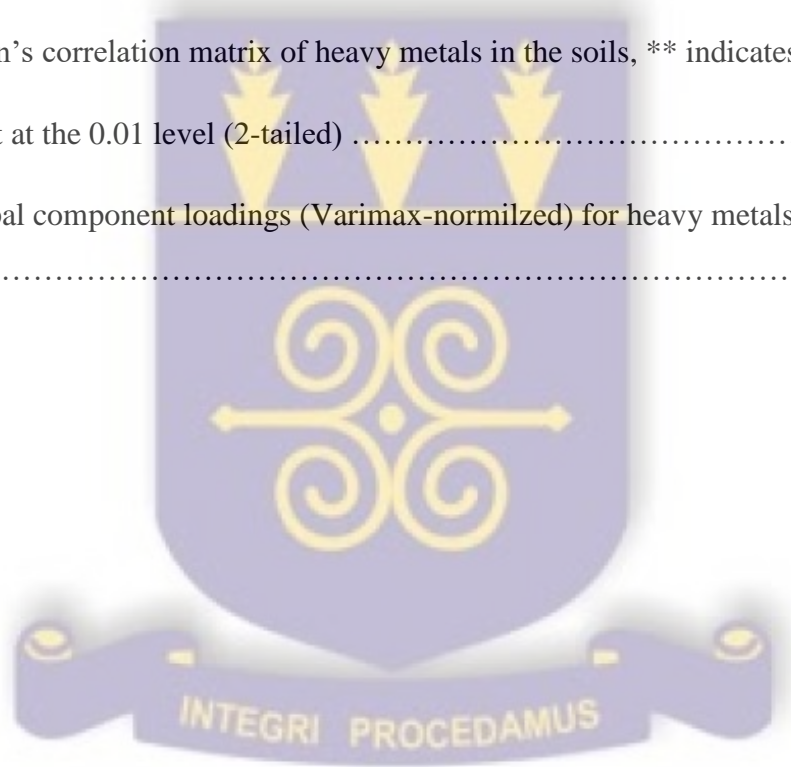 n's correlation matrix of heavy metals in the soils, ** indicates
t at the 0.01 level (2-tailed) ……………………………………
pal component loadings (Varimax-normilzed) for heavy metals
………………………………………………………………………
INTEGRI PROCEDAMUS